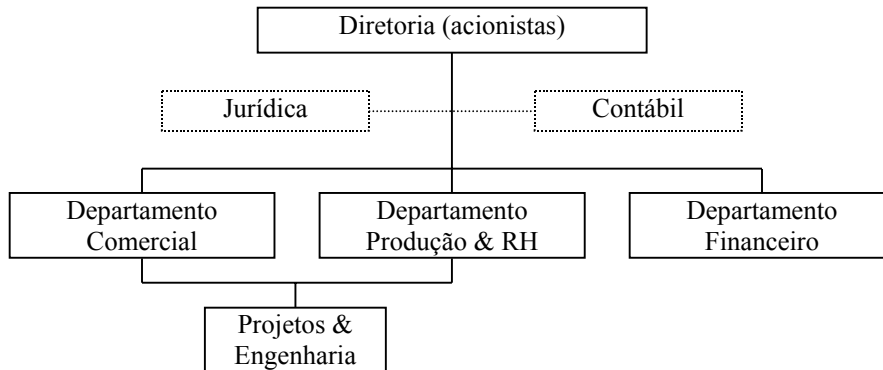 Diretoria (acionistas)
Jurídica
Contábil
Departamento
Comercial
Departamento
Produção & RH
Departamento
Financeiro
Projetos &
Engenharia